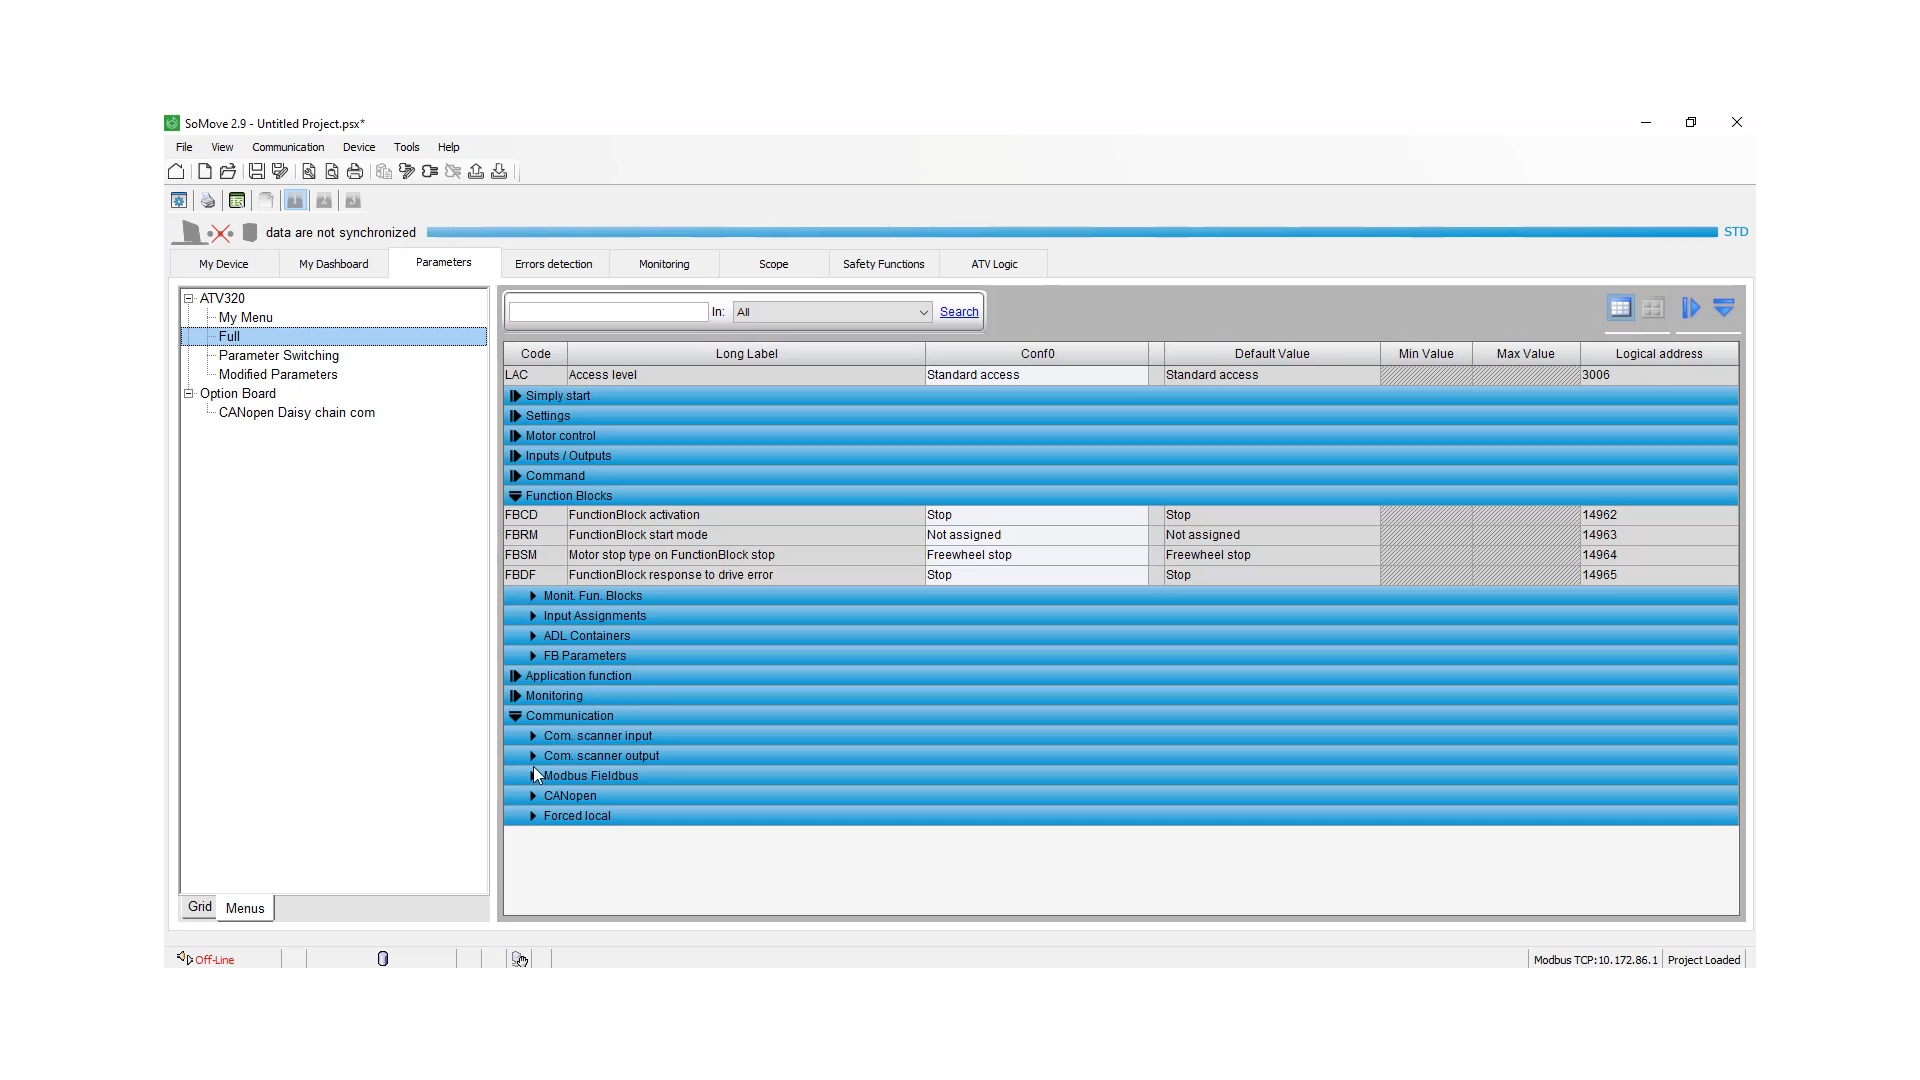 SoMove 2.9 - Untitled Project.psx*
File View Communication Device Tools Help
1 2 3
data are not synchronized STD
My Device My Dashboard Parameters Errors detection Monitoring Scope Safety Functions ATV Logic
ATV320
My Menu
Full
Parameter Switching
Modified Parameters
Option Board
CANopen Daisy chain com
Grid Menus
In: All Search
Code Long Label Conf0 Default Value Min Value Max Value Logical address
LAC Access level Standard access Standard access 3006
Simply start
Settings
Motor control
Inputs / Outputs
Command
Function Blocks
FBCD FunctionBlock activation Stop Stop 14962
FBRM FunctionBlock start mode Not assigned Not assigned 14963
FBSM Motor stop type on FunctionBlock stop Freewheel stop Freewheel stop 14964
FBDF FunctionBlock response to drive error Stop Stop 14965
Monit. Fun. Blocks
Input Assignments
ADL Containers
FB Parameters
Application function
Monitoring
Communication
Com. scanner input
Com. scanner output
Modbus Fieldbus
CANopen
Forced local
Off-Line Modbus TCP:10.172.86.1 Project Loaded